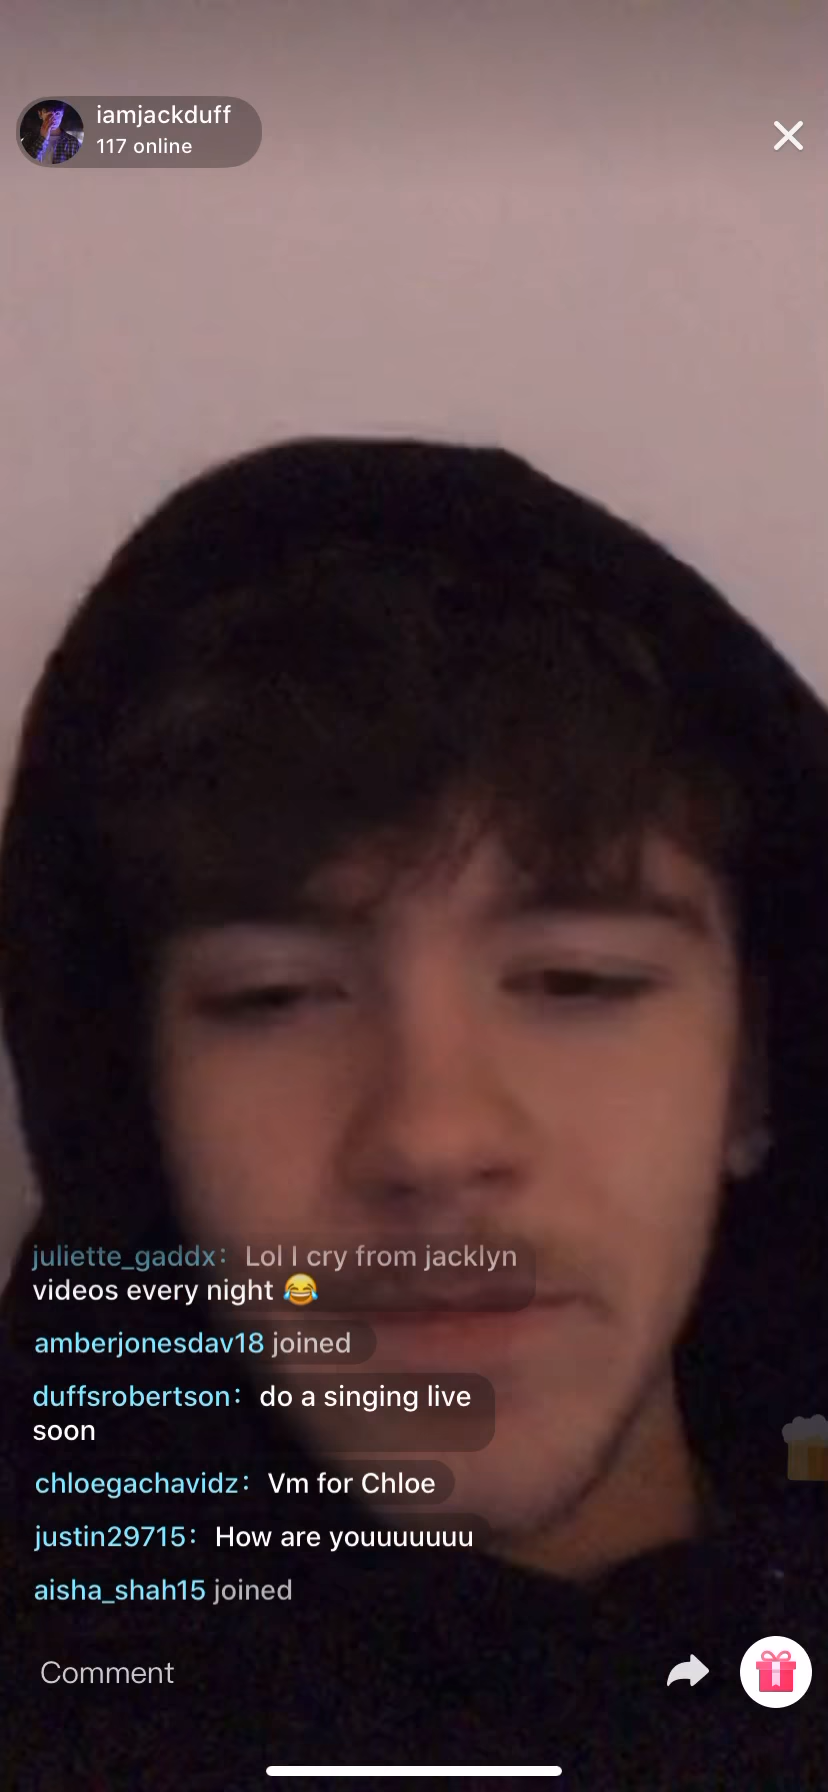 iamjackduff
117 online
juliette_gaddx: Lol I cry from jacklyn
videos every night 😂
amberjonesdav18 joined
duffsrobertson: do a singing live
soon
chloegachavidz: Vm for Chloe
justin29715: How are youuuuuuu
aisha_shah15 joined
Comment